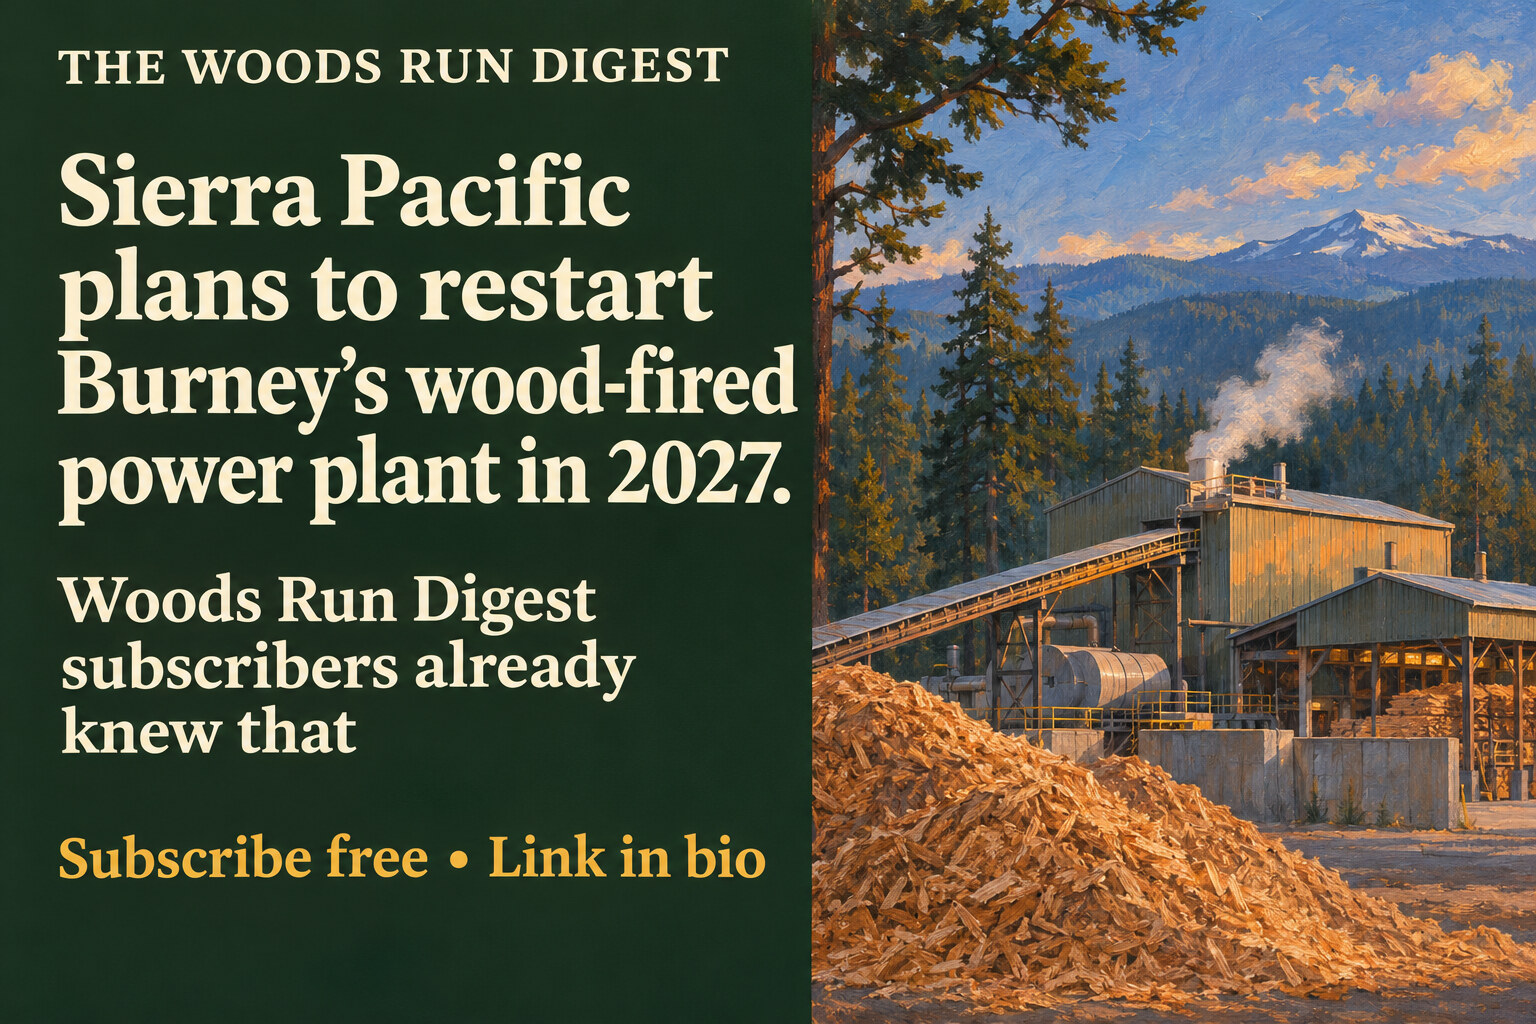 THE WOODS RUN DIGEST
Sierra Pacific
plans to restart
Burney’s wood-fired
power plant in 2027.
Woods Run Digest
subscribers already
knew that
Subscribe free • Link in bio